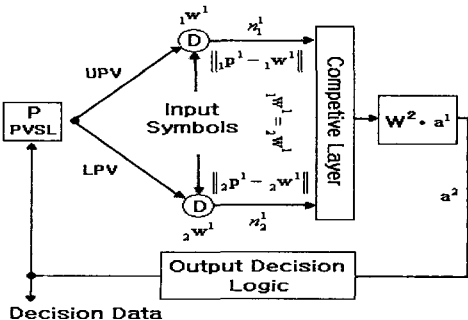 ₁w¹
D
n₁¹
‖₁p¹ − ₁w¹‖
UPV
P
PVSL
Input
Symbols
₁w¹ = ₂w¹
Competive Layer
W² · a¹
LPV
‖₂p¹ − ₂w¹‖
D
n₂¹
₂w¹
a²
Output Decision
Logic
Decision Data